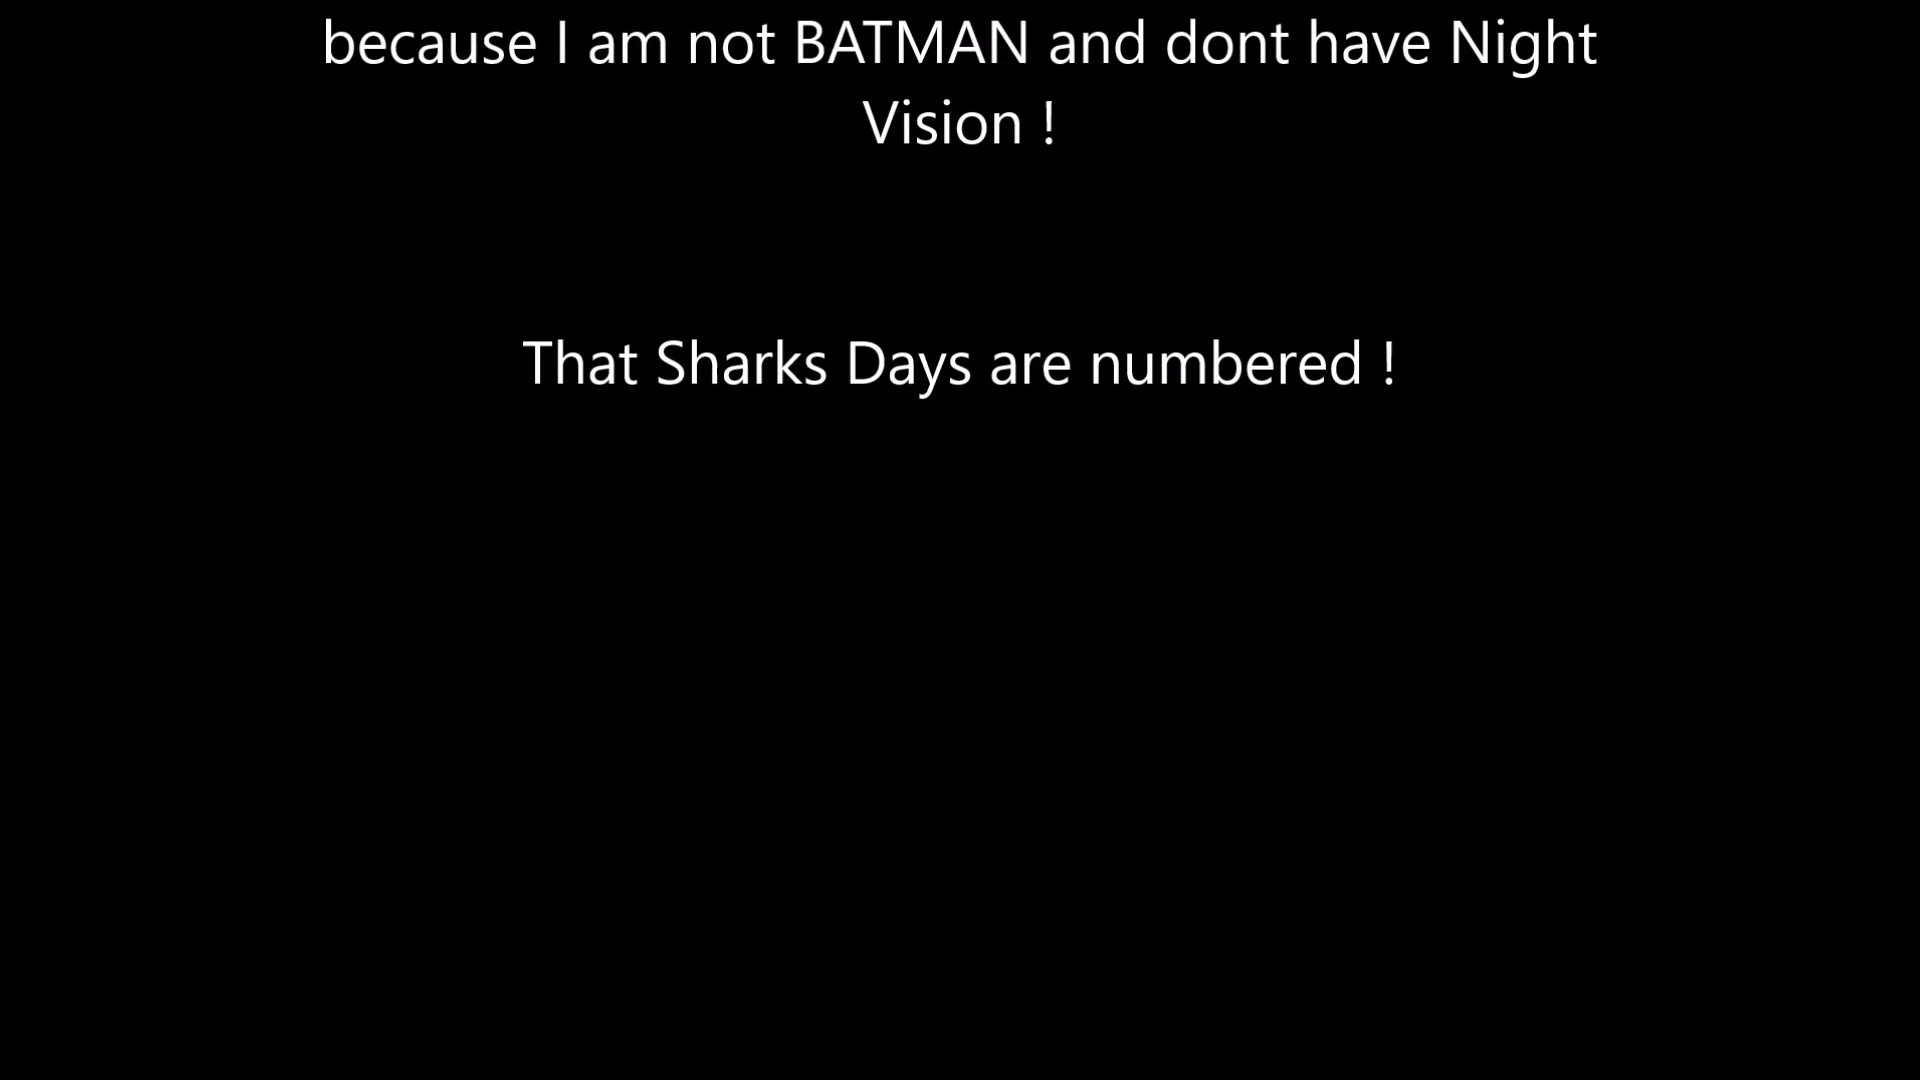 because I am not BATMAN and dont have Night
Vision !
That Sharks Days are numbered !